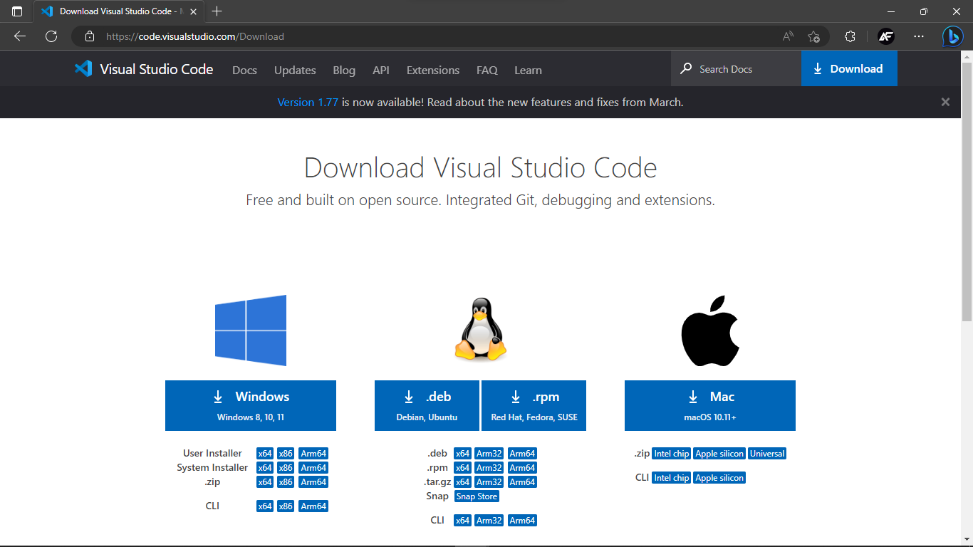 Download Visual Studio Code -
https://code.visualstudio.com/Download
Visual Studio Code Docs Updates Blog API Extensions FAQ Learn Search Docs Download
Version 1.77 is now available! Read about the new features and fixes from March.
Download Visual Studio Code
Free and built on open source. Integrated Git, debugging and extensions.
Windows
Windows 8, 10, 11
User Installer x64 x86 Arm64
System Installer x64 x86 Arm64
.zip x64 x86 Arm64
CLI x64 x86 Arm64
.deb
Debian, Ubuntu
.rpm
Red Hat, Fedora, SUSE
.deb x64 Arm32 Arm64
.rpm x64 Arm32 Arm64
.tar.gz x64 Arm32 Arm64
Snap Snap Store
CLI x64 Arm32 Arm64
Mac
macOS 10.11+
.zip Intel chip Apple silicon Universal
CLI Intel chip Apple silicon